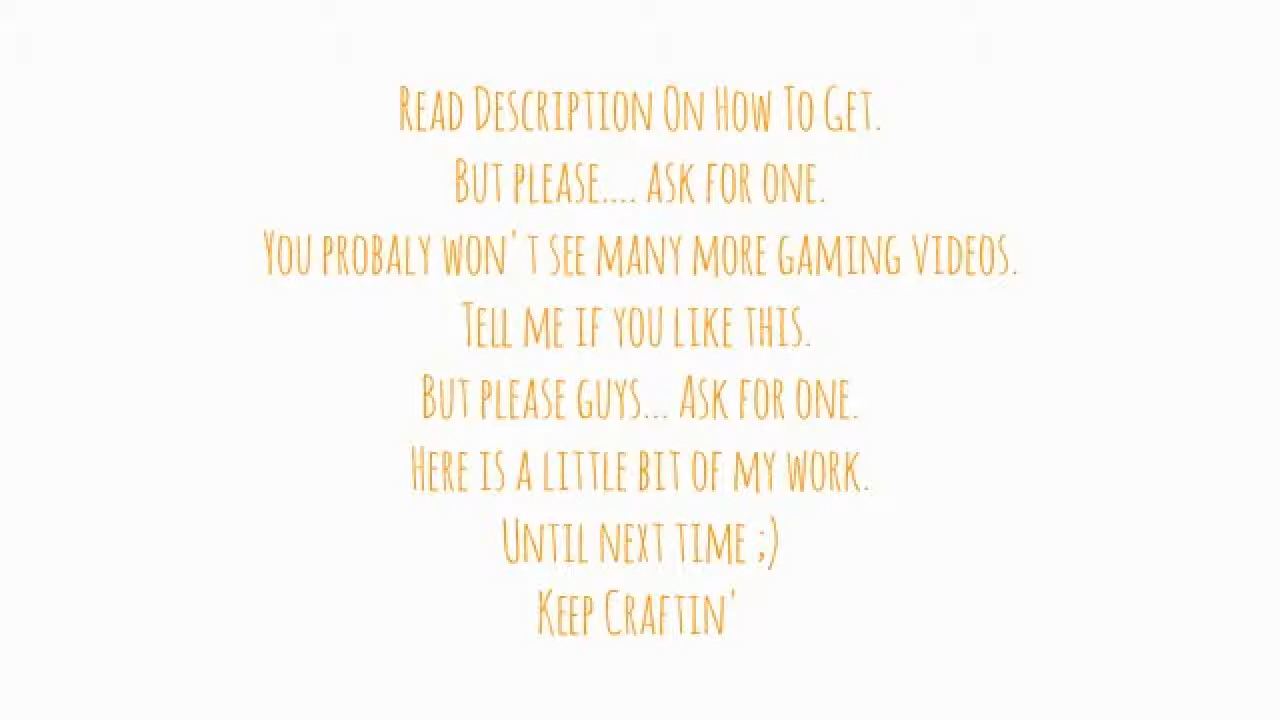 Read Description On How To Get.
But please.... ask for one.
You probaly won't see many more gaming videos.
Tell me if you like this.
But please guys... Ask for one.
Here is a little bit of my work.
Until next time ;)
Keep Craftin'